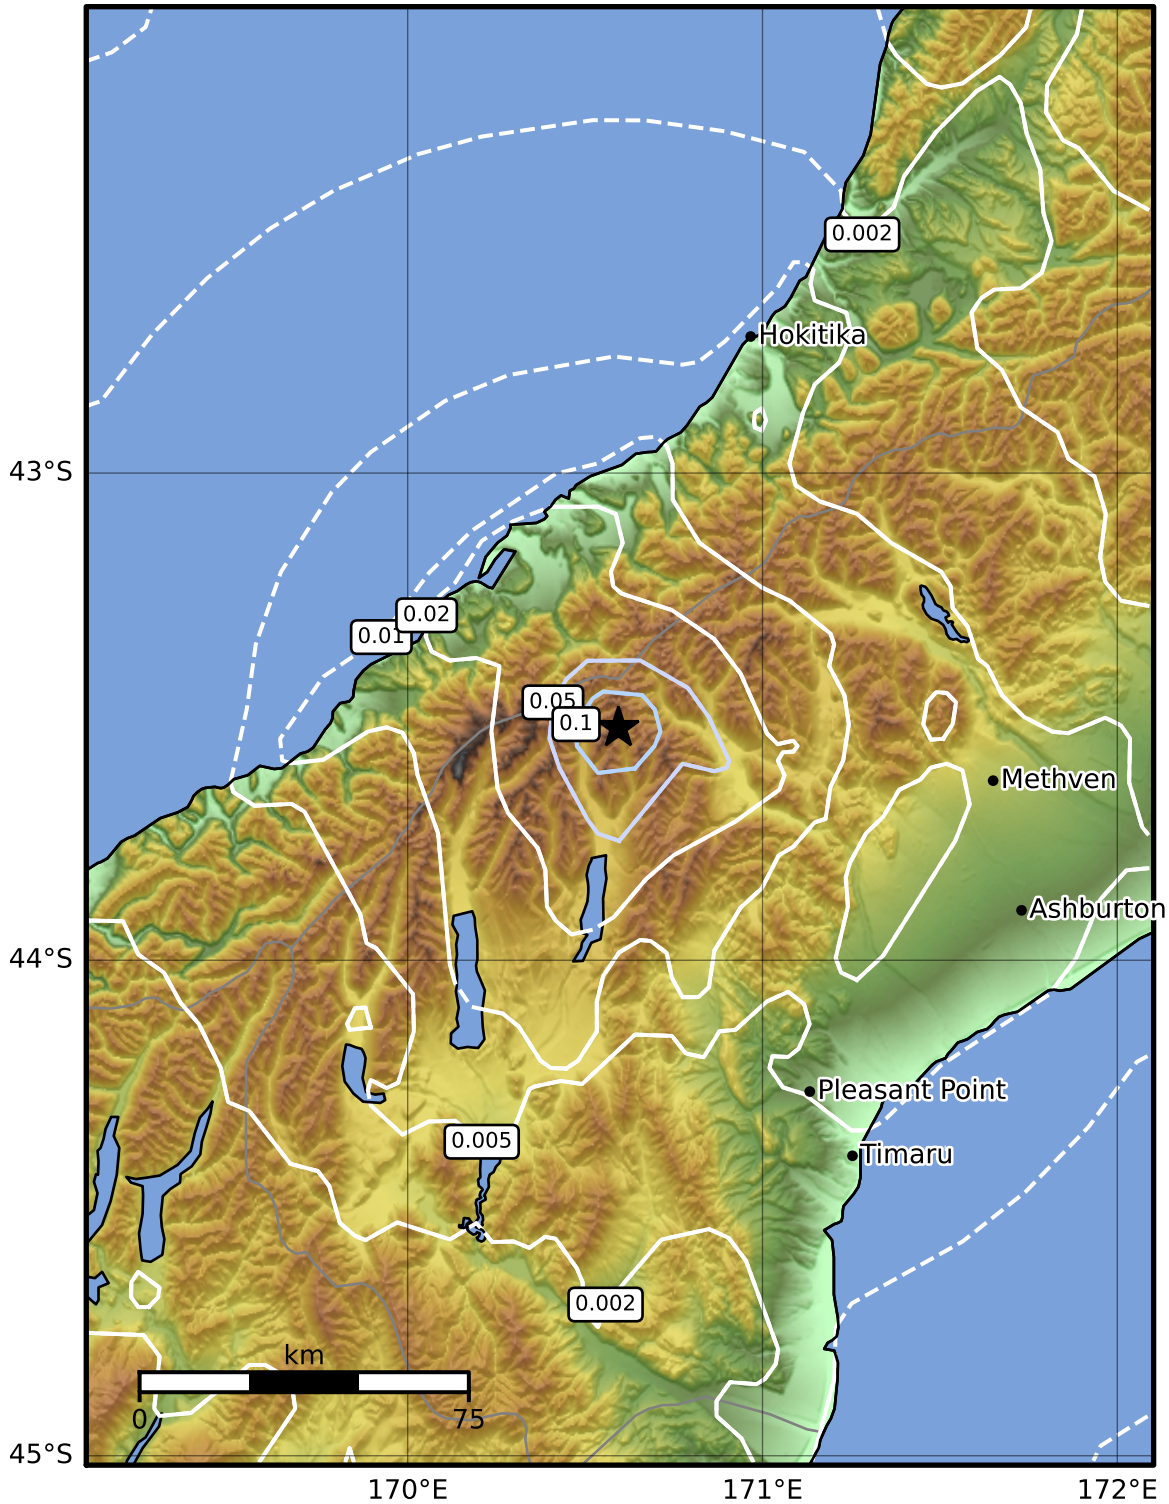 0.002
Hokitika
43°S
0.02
0.01
0.05
0.1
Methven
Ashburton
44°S
Pleasant Point
0.005
Timaru
0.002
km
0 75
45°S
170°E 171°E 172°E